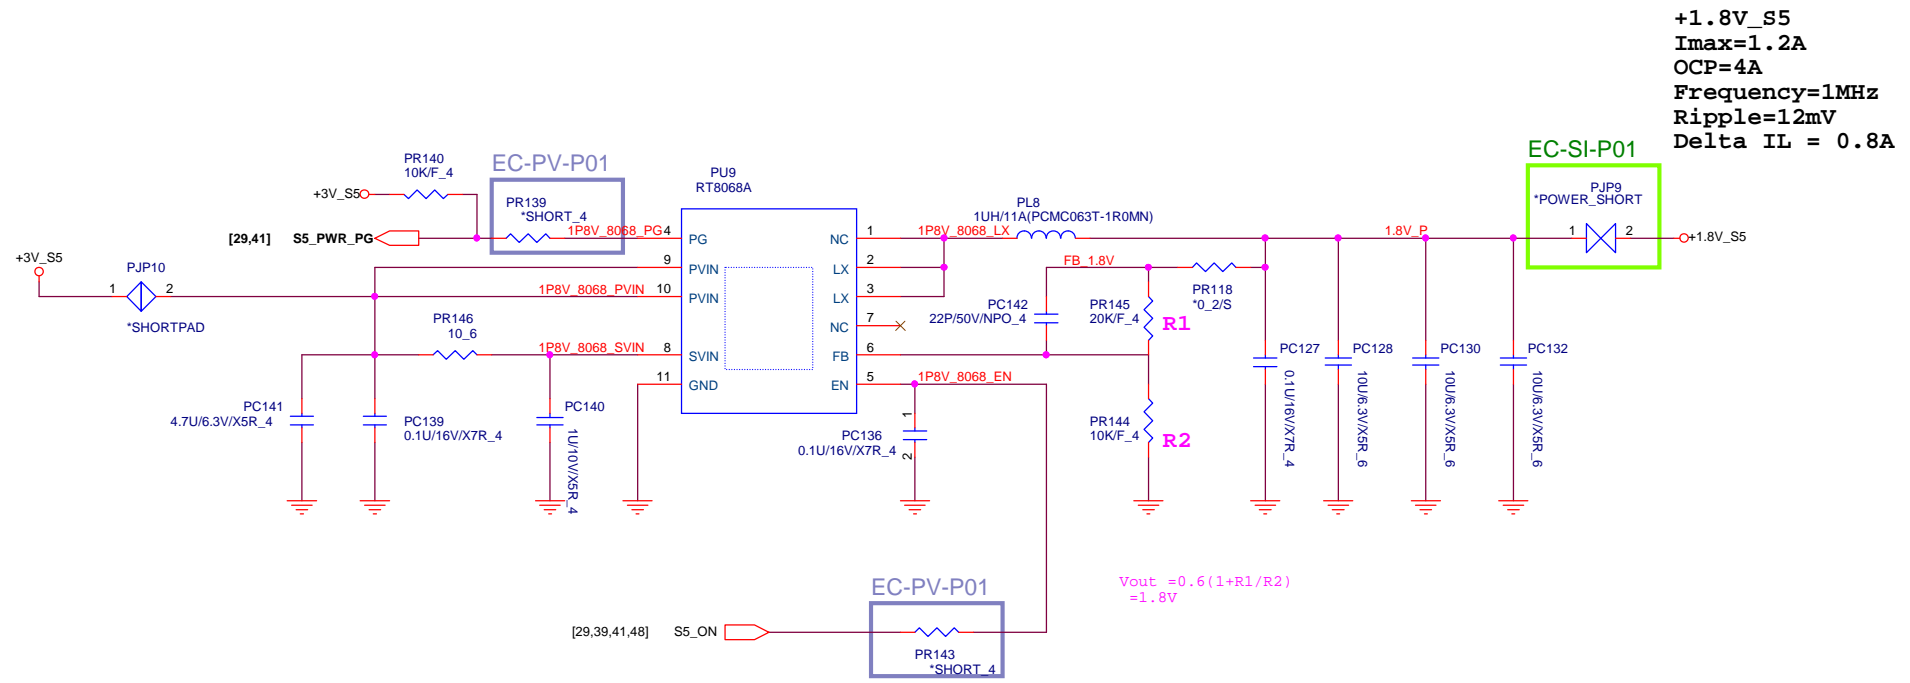 +1.8V_S5
Imax=1.2A
OCP=4A
Frequency=1MHz
Ripple=12mV
Delta IL = 0.8A
EC-SI-P01
PJP9
*POWER_SHORT
1
2
+1.8V_S5
PR140
10K/F_4
+3V_S5
EC-PV-P01
PR139
*SHORT_4
[29,41]
S5_PWR_PG
1P8V_8068_PG
4
PU9
RT8068A
PG
PVIN
PVIN
SVIN
GND
NC
LX
LX
NC
FB
EN
9
10
8
11
1
2
3
7
6
5
+3V_S5
PJP10
1
2
*SHORTPAD
1P8V_8068_PVIN
PR146
10_6
1P8V_8068_SVIN
PC141
4.7U/6.3V/X5R_4
PC139
0.1U/16V/X7R_4
PC140
1U/10V/X5R_4
1P8V_8068_LX
PL8
1UH/11A(PCMC063T-1R0MN)
1.8V_P
FB_1.8V
PC142
22P/50V/NPO_4
PR145
20K/F_4
R1
PR118
*0_2/S
1P8V_8068_EN
PC136
0.1U/16V/X7R_4
1
2
PR144
10K/F_4
R2
PC127
0.1U/16V/X7R_4
PC128
10U/6.3V/X5R_6
PC130
10U/6.3V/X5R_6
PC132
10U/6.3V/X5R_6
Vout =0.6(1+R1/R2)
=1.8V
EC-PV-P01
[29,39,41,48]
S5_ON
PR143
*SHORT_4